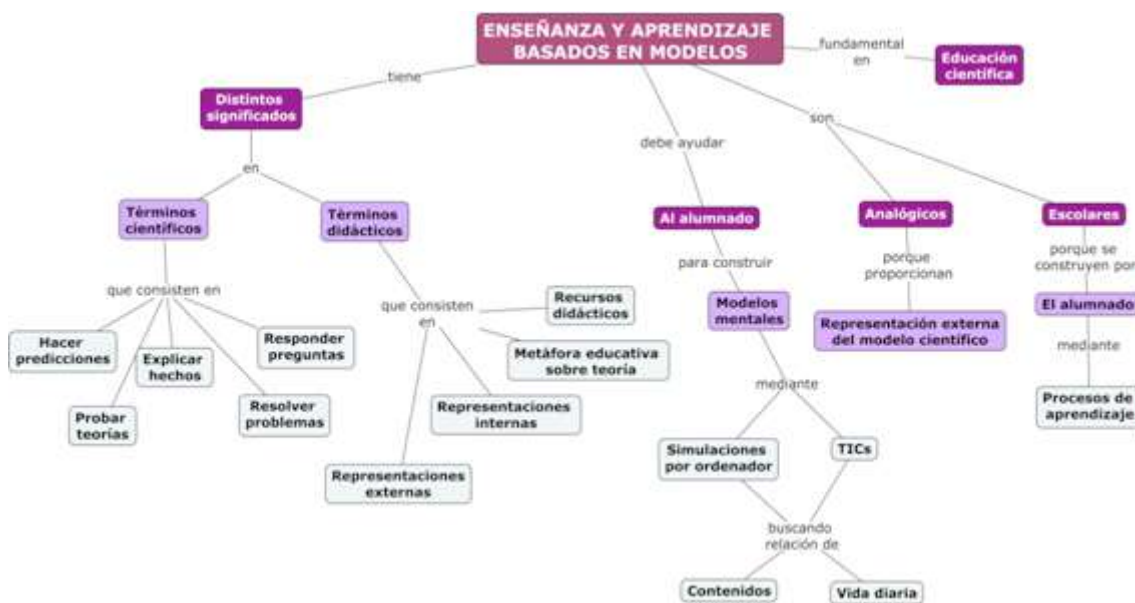 ENSEÑANZA Y APRENDIZAJE
BASADOS EN MODELOS
fundamental
en
Educación
científica
tiene
Distintos
significados
debe ayudar
son
en
Términos
científicos
Términos
didácticos
Al alumnado
Analógicos
Escolares
que consisten en
que consisten
en
para construir
porque
proporcionan
porque se
construyen por
Hacer
predicciones
Explicar
hechos
Responder
preguntas
Probar
teorías
Resolver
problemas
Recursos
didácticos
Metáfora educativa
sobre teoría
Representaciones
internas
Representaciones
externas
Modelos
mentales
Representación externa
del modelo científico
El alumnado
mediante
mediante
Procesos de
aprendizaje
Simulaciones
por ordenador
TICs
buscando
relación de
Contenidos
Vida diaria